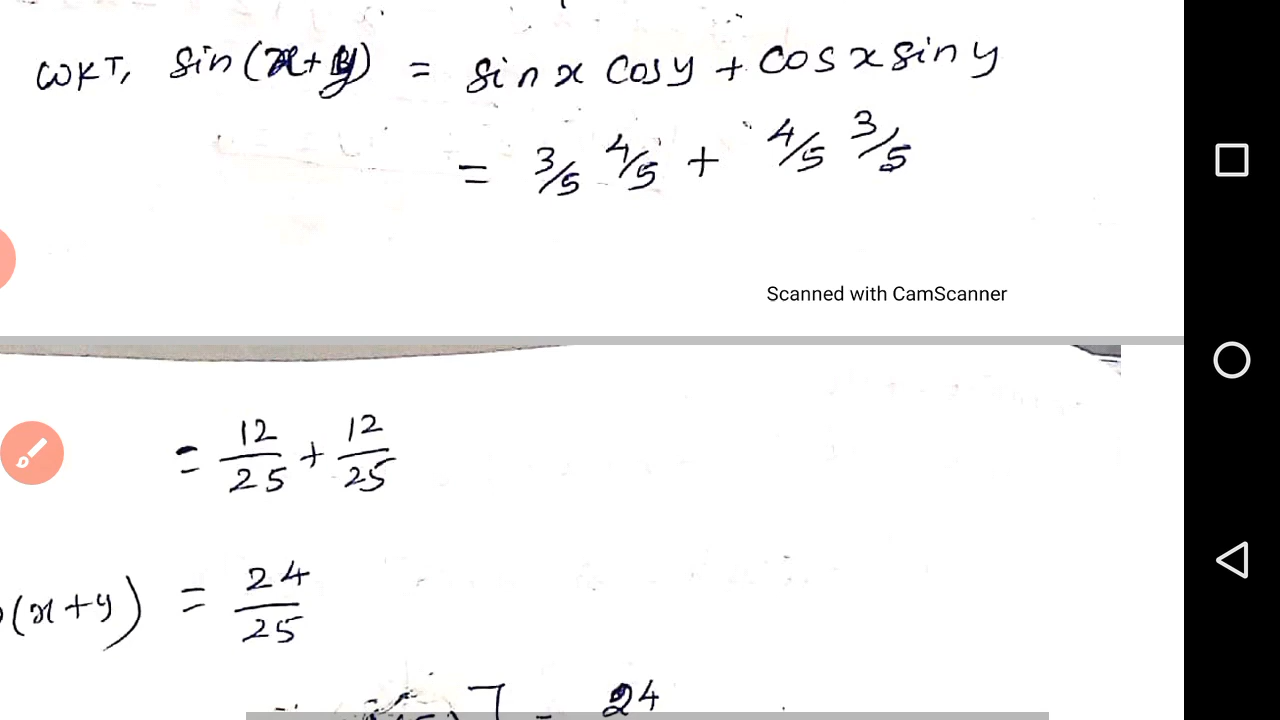 WKT, sin(x+y) = sin x cos y + cos x sin y
= 3/5 4/5 + 4/5 3/5
Scanned with CamScanner
= 12/25 + 12/25
(x+y) = 24/25
24